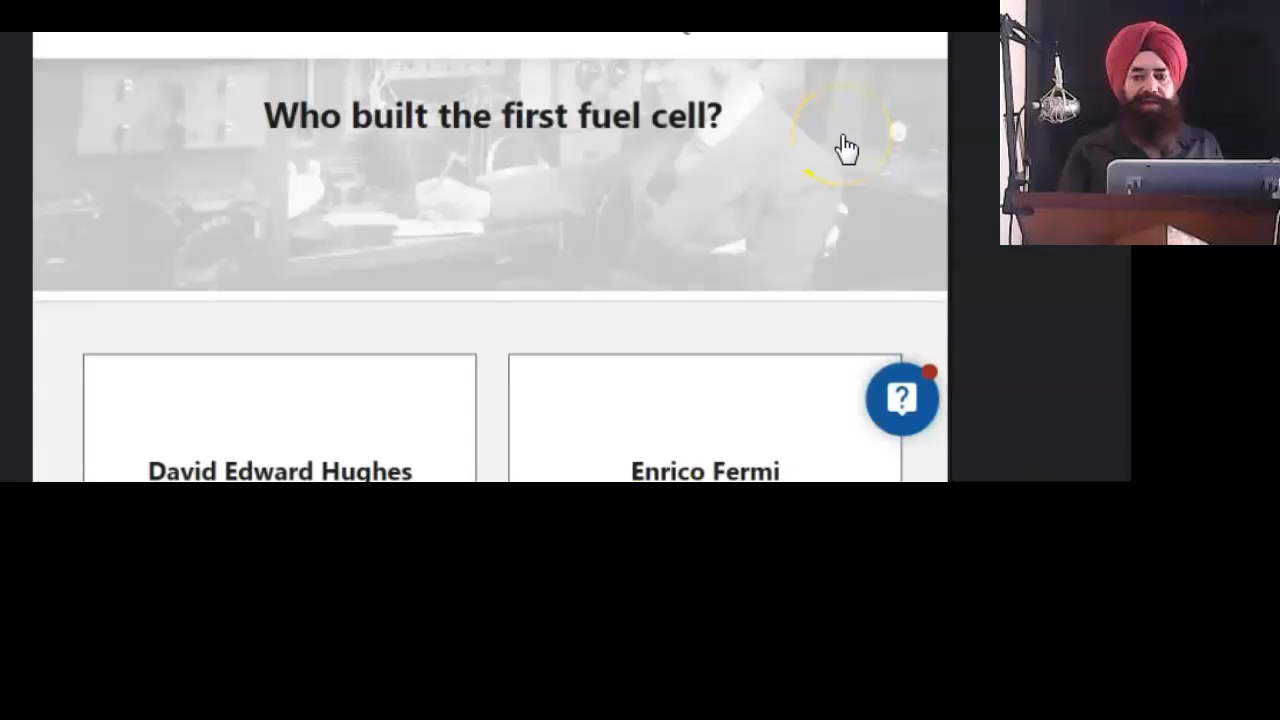 Who built the first fuel cell?
David Edward Hughes
Enrico Fermi